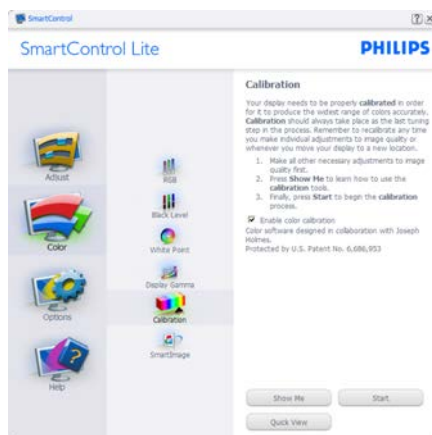 SmartControl
SmartControl Lite
PHILIPS
Adjust
Color
Options
Help
RGB
Black Level
White Point
Display Gamma
Calibration
SmartImage
Calibration
Your display needs to be properly calibrated in order
for it to produce the widest range of colors accurately.
Calibration should always take place as the last tuning
step in the process. Remember to recalibrate any time
you make individual adjustments to image quality or
whenever you move your display to a new location.
1. Make all other necessary adjustments to image
quality first.
2. Press Show Me to learn how to use the
calibration tools.
3. Finally, press Start to begin the calibration
process.
Enable color calibration
Color software designed in collaboration with Joseph
Holmes.
Protected by U.S. Patent No. 6,686,953
Show Me
Start
Quick View